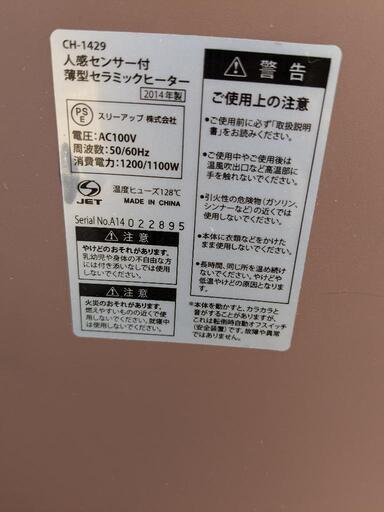 CH-1429
人感センサー付
薄型セラミックヒーター
2014年製
PSE
スリーアップ 株式会社
電圧:AC100V
周波数:50/60Hz
消費電力:1200/1100W
JET
温度ヒューズ128℃
MADE IN CHINA
Serial No.A14 022895
注意
やけどのおそれがあります。
乳幼児や身体の不自由な方には
付き添いなしでは使用しないでください。
注意
火災のおそれがあります。
燃えやすいものの近くで使用
しないでください。就寝中
は使用しないでください。
警告
ご使用上の注意
●ご使用前に必ず「取扱説明
書」をお読みください。
●ご使用中やご使用後は
温風吹出口など高温部に
手を触れないでください。
●引火性の危険物(ガソリン、
シンナーなど)の近くでは
使用しないでください。
●本体に衣類などをかけた
まま使用しないでください。
●長時間、同じ所を温め続け
ないでください。やけどや低
温やけどの原因となります。
*本体を動かすと、カラカラと
音がすることがありますが、
これは転倒時自動オフスイッチ
(安全装置)です。故障や異常
ではありません。